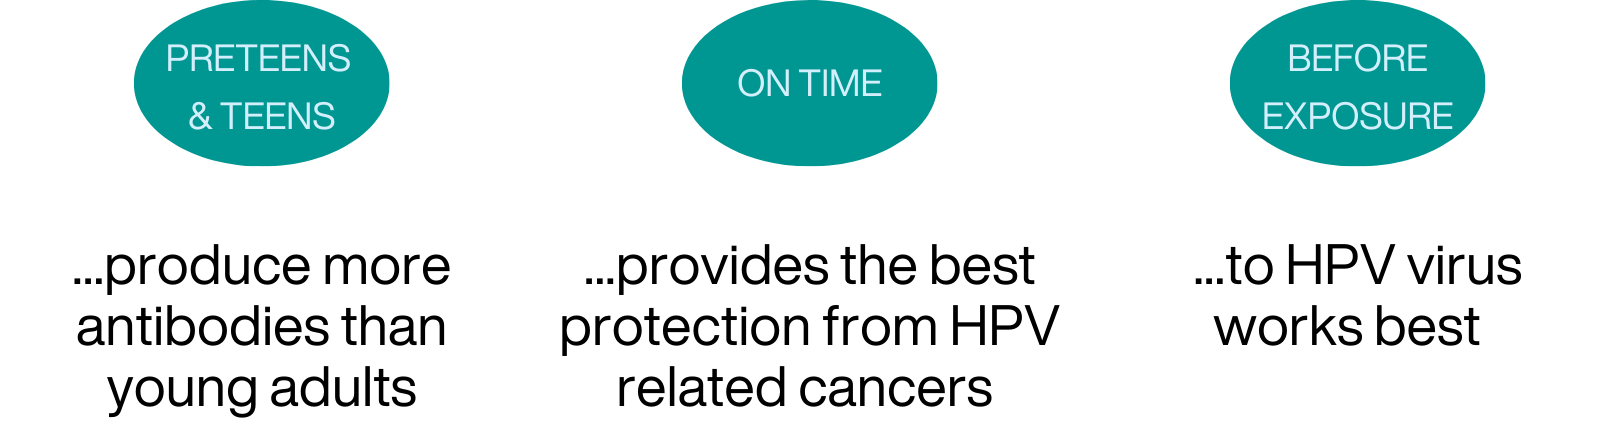 PRETEENS
& TEENS
...produce more
antibodies than
young adults
ON TIME
...provides the best
protection from HPV
related cancers
BEFORE
EXPOSURE
...to HPV virus
works best